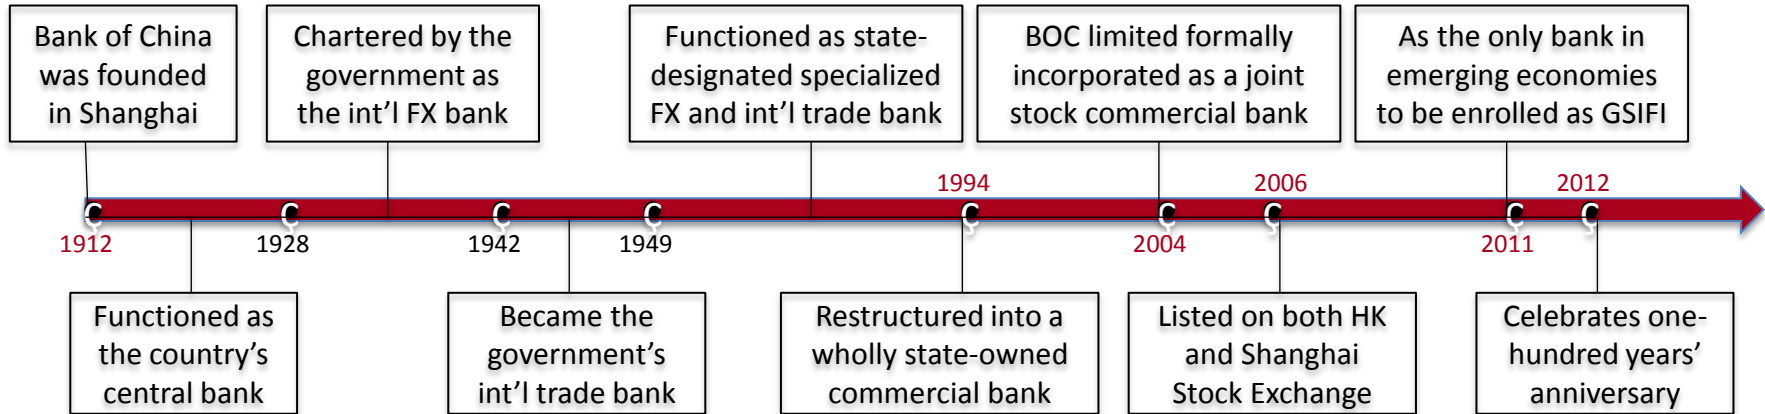 Bank of China
was founded
in Shanghai
Chartered by the
government as
the int’l FX bank
Functioned as state-
designated specialized
FX and int’l trade bank
BOC limited formally
incorporated as a joint
stock commercial bank
As the only bank in
emerging economies
to be enrolled as GSIFI
1994
2006
2012
1912
1928
1942
1949
2004
2011
Functioned as
the country’s
central bank
Became the
government’s
int’l trade bank
Restructured into a
wholly state-owned
commercial bank
Listed on both HK
and Shanghai
Stock Exchange
Celebrates one-
hundred years’
anniversary